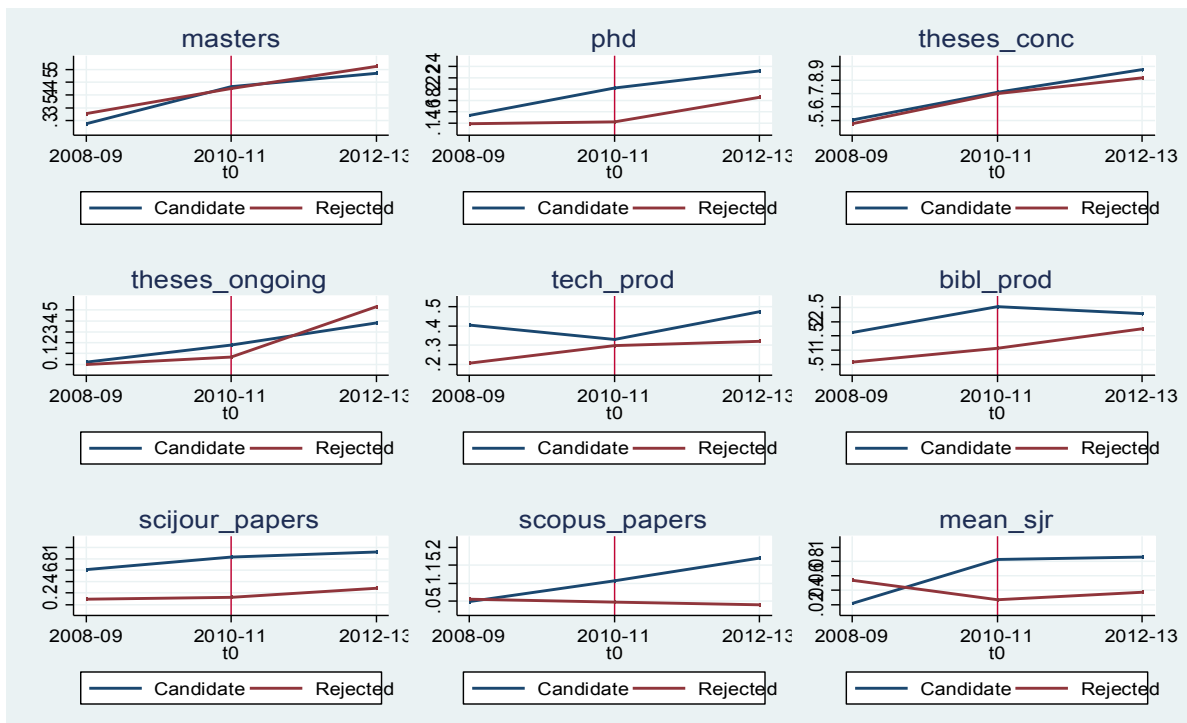 masters phd theses_conc
2008-09 2010-11 2012-13 2008-09 2010-11 2012-13 2008-09 2010-11 2012-13
t0 t0 t0
Candidate Rejected Candidate Rejected Candidate Rejected
theses_ongoing tech_prod bibl_prod
.2 .3 .4 .5
2008-09 2010-11 2012-13 2008-09 2010-11 2012-13 2008-09 2010-11 2012-13
t0 t0 t0
Candidate Rejected Candidate Rejected Candidate Rejected
scijour_papers scopus_papers mean_sjr
2008-09 2010-11 2012-13 2008-09 2010-11 2012-13 2008-09 2010-11 2012-13
t0 t0 t0
Candidate Rejected Candidate Rejected Candidate Rejected